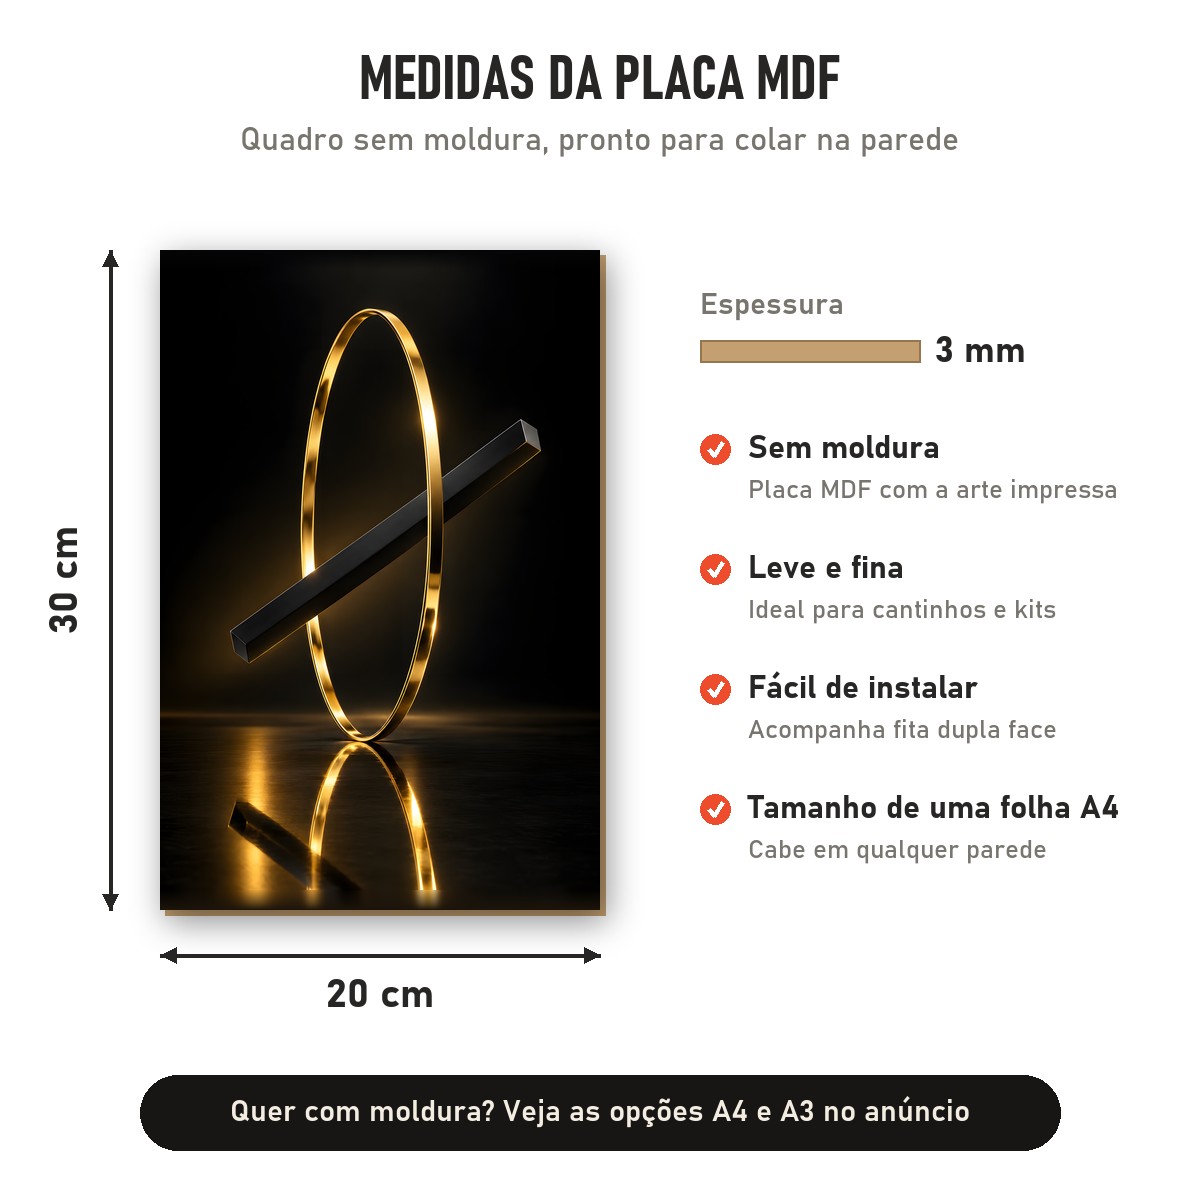 MEDIDAS DA PLACA MDF
Quadro sem moldura, pronto para colar na parede
Espessura
3 mm
Sem moldura
Placa MDF com a arte impressa
Leve e fina
Ideal para cantinhos e kits
Fácil de instalar
Acompanha fita dupla face
Tamanho de uma folha A4
Cabe em qualquer parede
30 cm
20 cm
Quer com moldura? Veja as opções A4 e A3 no anúncio